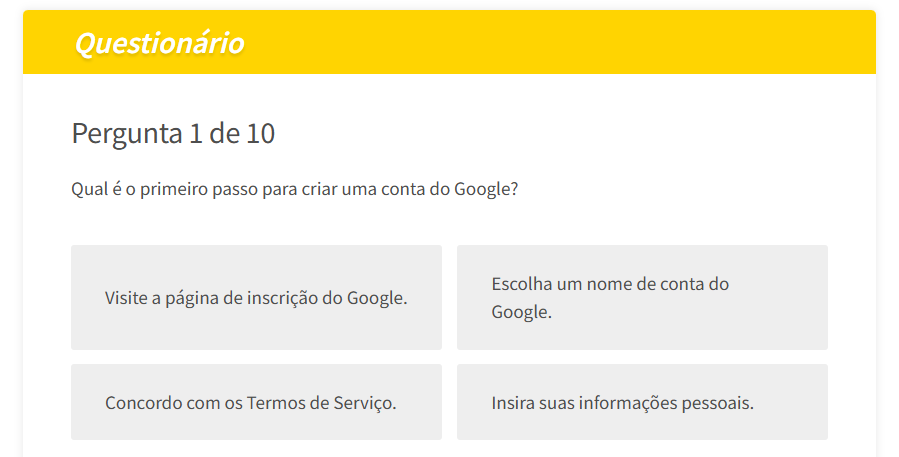 Questionário
Pergunta 1 de 10
Qual é o primeiro passo para criar uma conta do Google?
Visite a página de inscrição do Google.
Escolha um nome de conta do
Google.
Concordo com os Termos de Serviço.
Insira suas informações pessoais.